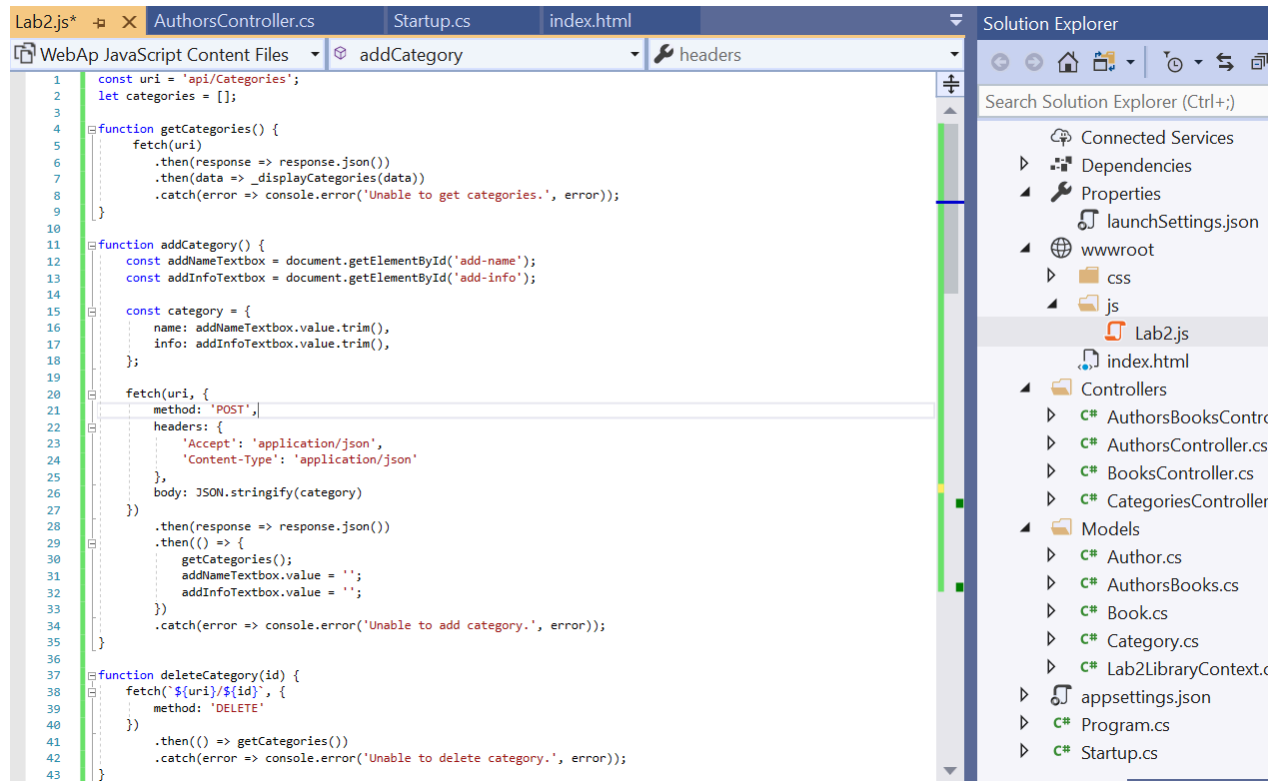 Lab2.js*
AuthorsController.cs
Startup.cs
index.html
WebAp JavaScript Content Files
addCategory
headers
1 const uri = 'api/Categories';
2 let categories = [];
3
4 function getCategories() {
5 fetch(uri)
6 .then(response => response.json())
7 .then(data => _displayCategories(data))
8 .catch(error => console.error('Unable to get categories.', error));
9 }
10
11 function addCategory() {
12 const addNameTextbox = document.getElementById('add-name');
13 const addInfoTextbox = document.getElementById('add-info');
14
15 const category = {
16 name: addNameTextbox.value.trim(),
17 info: addInfoTextbox.value.trim(),
18 };
19
20 fetch(uri, {
21 method: 'POST',
22 headers: {
23 'Accept': 'application/json',
24 'Content-Type': 'application/json'
25 },
26 body: JSON.stringify(category)
27 })
28 .then(response => response.json())
29 .then(() => {
30 getCategories();
31 addNameTextbox.value = '';
32 addInfoTextbox.value = '';
33 })
34 .catch(error => console.error('Unable to add category.', error));
35 }
36
37 function deleteCategory(id) {
38 fetch(`${uri}/${id}`, {
39 method: 'DELETE'
40 })
41 .then(() => getCategories())
42 .catch(error => console.error('Unable to delete category.', error));
43 }
Solution Explorer
Search Solution Explorer (Ctrl+;)
Connected Services
Dependencies
Properties
launchSettings.json
wwwroot
css
js
Lab2.js
index.html
Controllers
C# AuthorsBooksContro
C# AuthorsController.cs
C# BooksController.cs
C# CategoriesController
Models
C# Author.cs
C# AuthorsBooks.cs
C# Book.cs
C# Category.cs
C# Lab2LibraryContext.c
appsettings.json
C# Program.cs
C# Startup.cs